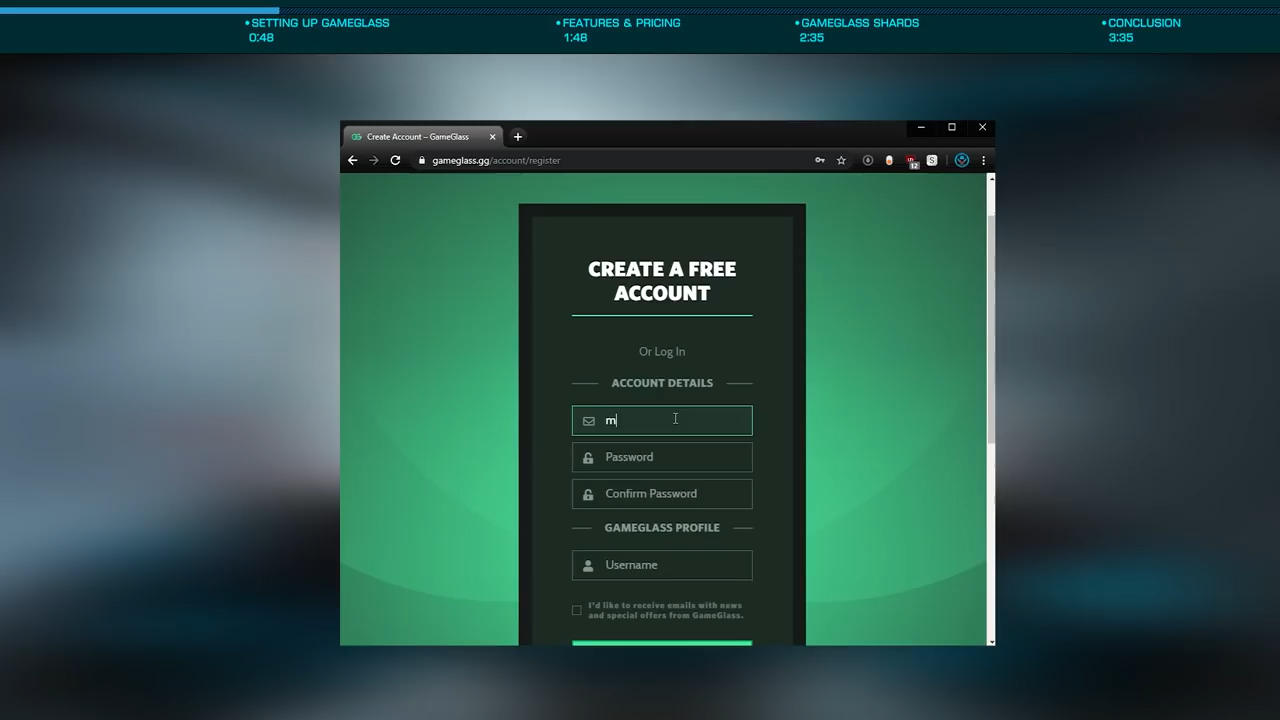 •SETTING UP GAMEGLASS
0:48
•FEATURES & PRICING
1:48
•GAMEGLASS SHARDS
2:35
•CONCLUSION
3:35
Create Account – GameGlass
gameglass.gg/account/register
12
S
CREATE A FREE
ACCOUNT
Or Log In
ACCOUNT DETAILS
m
Password
Confirm Password
GAMEGLASS PROFILE
Username
I'd like to receive emails with news
and special offers from GameGlass.